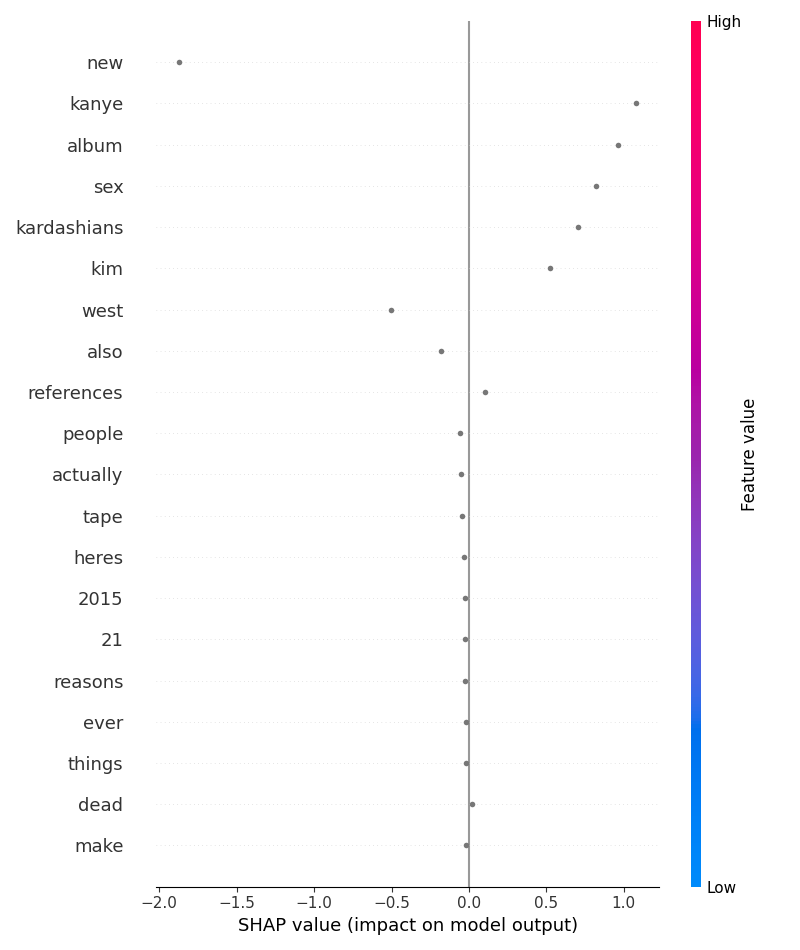 High
new
kanye
album
sex
kardashians
kim
west
also
references
people
actually
tape
heres
2015
21
reasons
ever
things
dead
make
Feature value
Low
−2.0 −1.5 −1.0 −0.5 0.0 0.5 1.0
SHAP value (impact on model output)